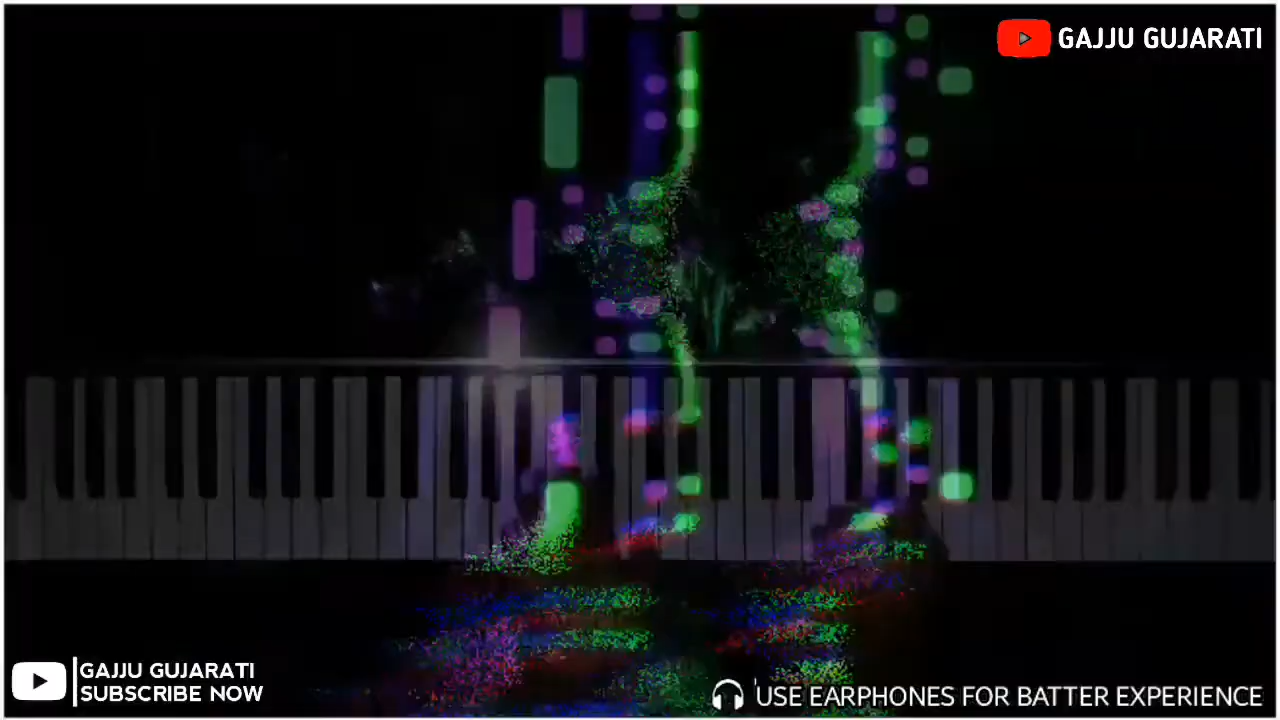 GAJJU GUJARATI
GAJJU GUJARATI
SUBSCRIBE NOW
'USE EARPHONES FOR BATTER EXPERIENCE